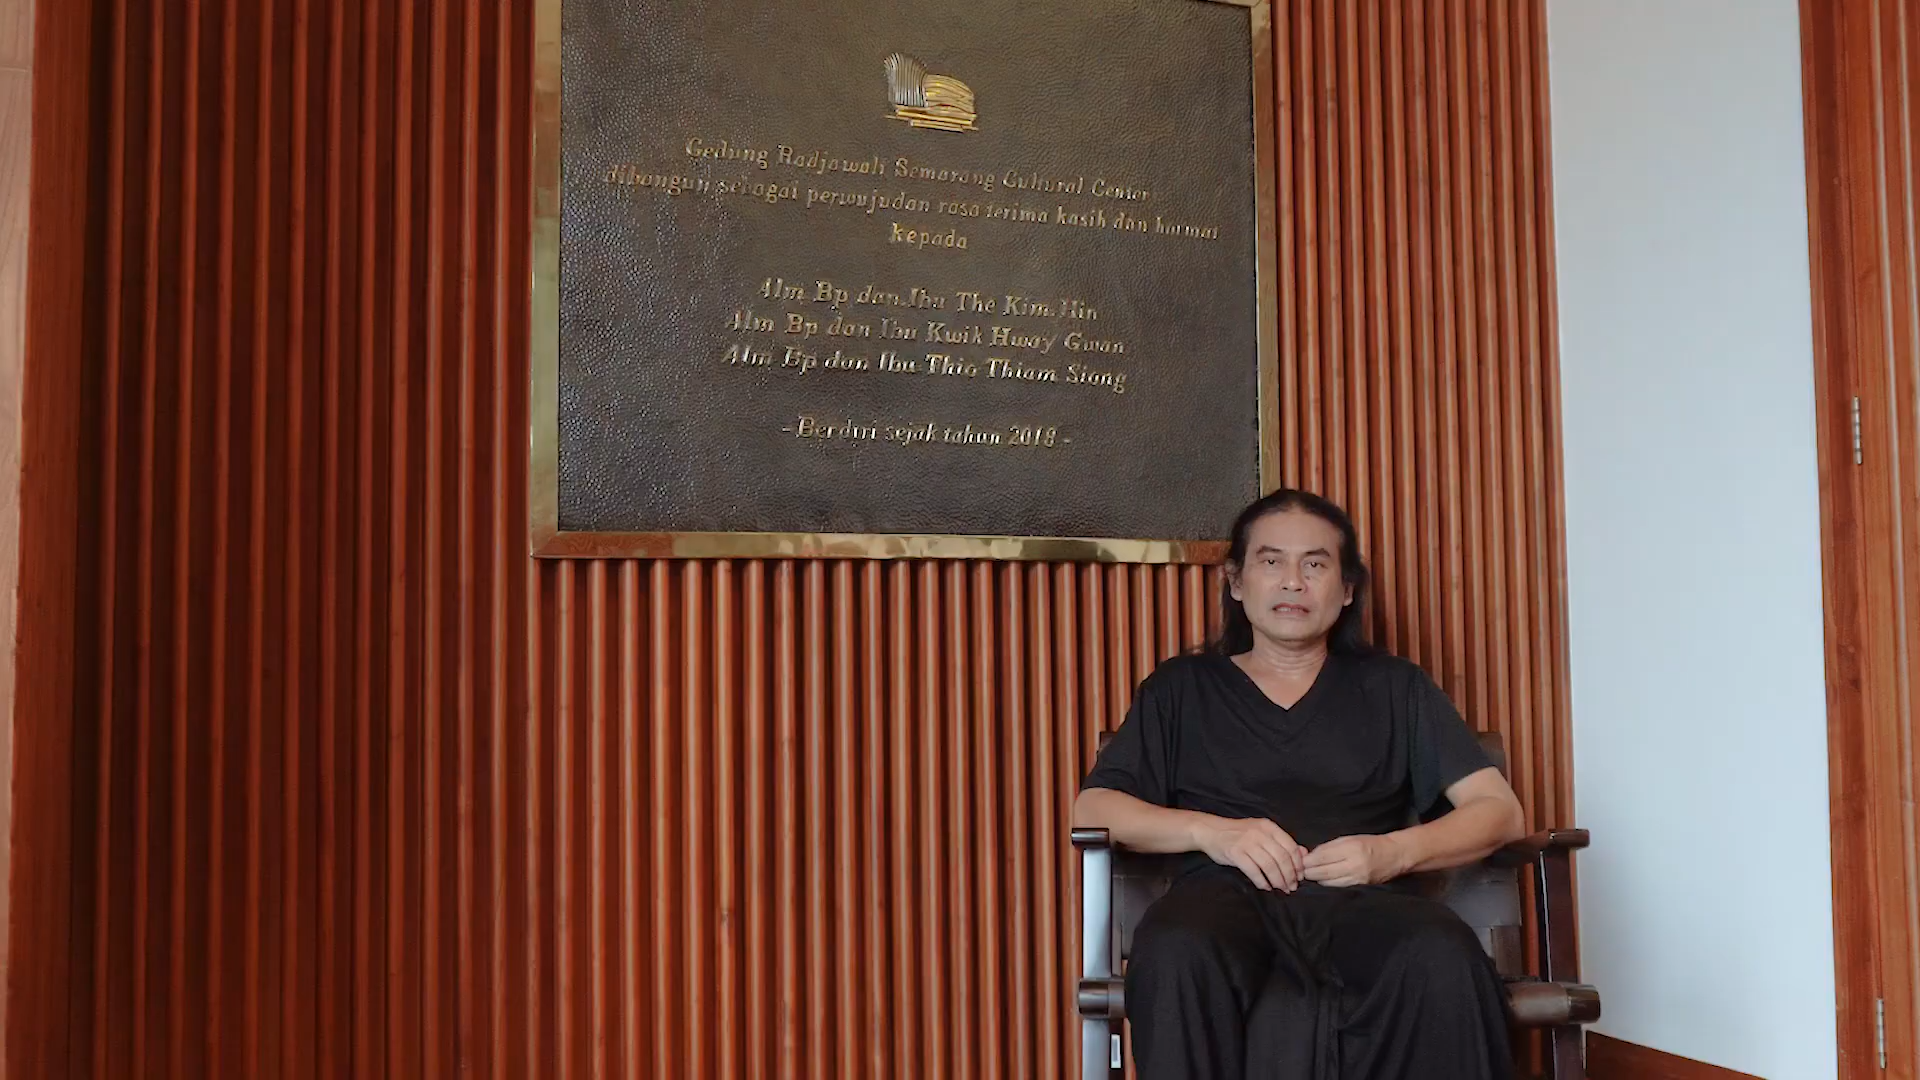 Gedung Radjawali Semarang Cultural Center
dibangun sebagai perwujudan rasa terima kasih dan hormat
kepada
Alm Bp dan Ibu The Kim Hin
Alm Bp dan Ibu Kwik Hway Gwan
Alm Bp dan Ibu Thio Thiam Siong
- Berdiri sejak tahun 2018 -